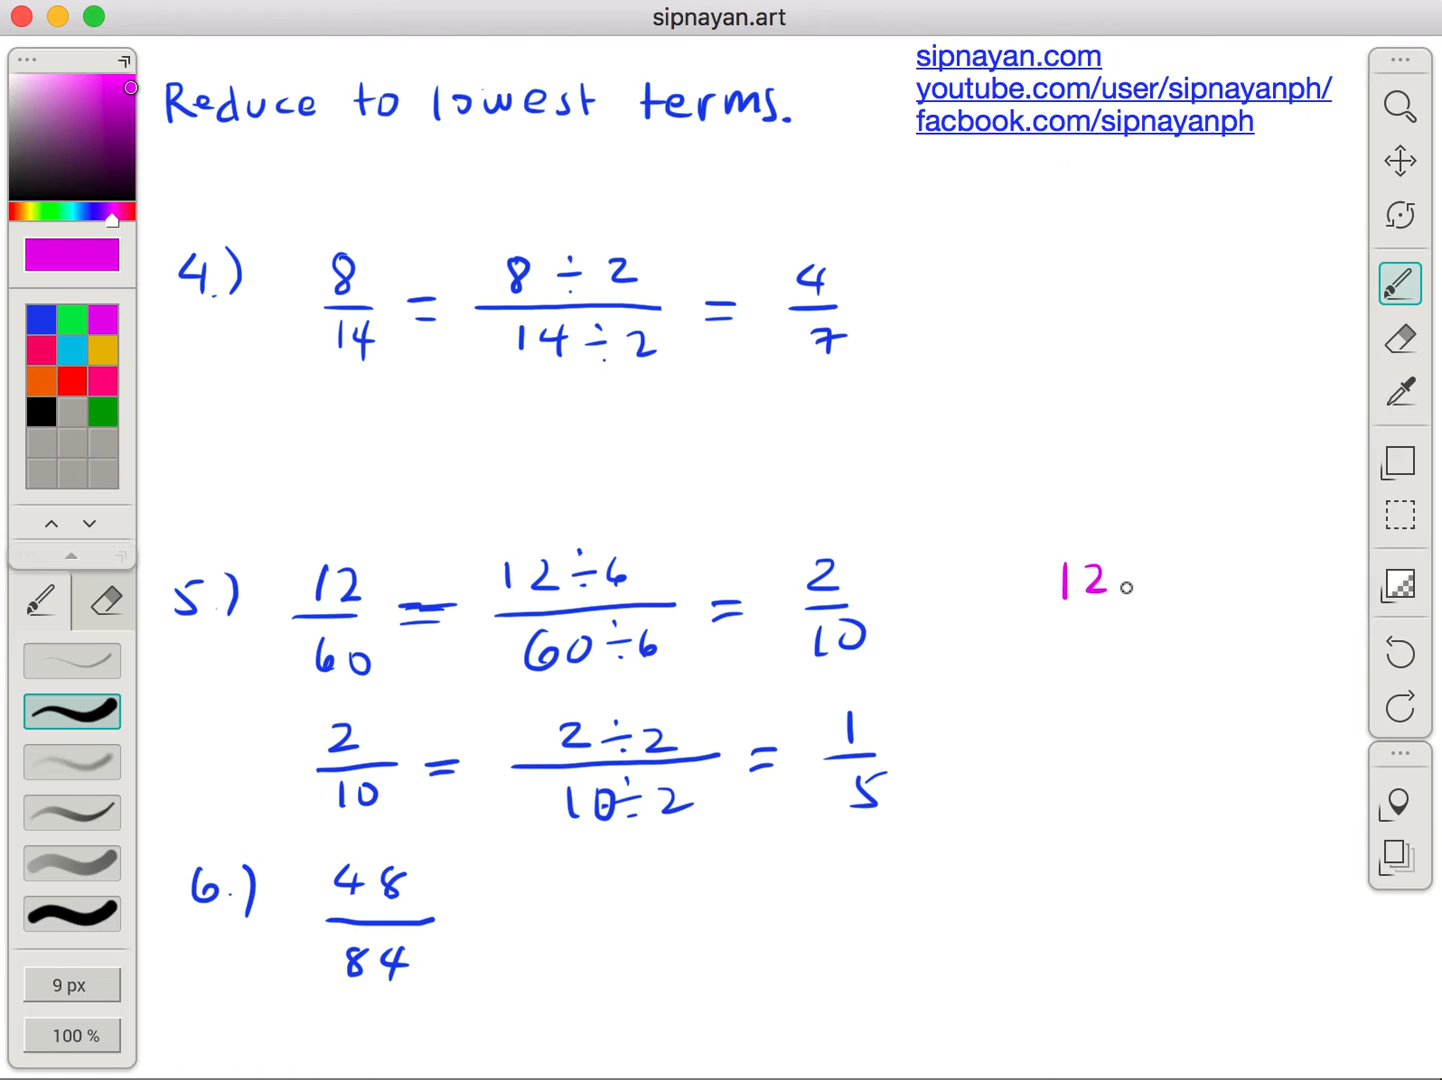 sipnayan.art
sipnayan.com
youtube.com/user/sipnayanph/
facbook.com/sipnayanph
Reduce to lowest terms.
4.) 8/14 = 8 ÷ 2 / 14 ÷ 2 = 4/7
5.) 12/60 = 12 ÷ 6 / 60 ÷ 6 = 2/10
12
2/10 = 2 ÷ 2 / 10 ÷ 2 = 1/5
6.) 48/84
9 px
100 %